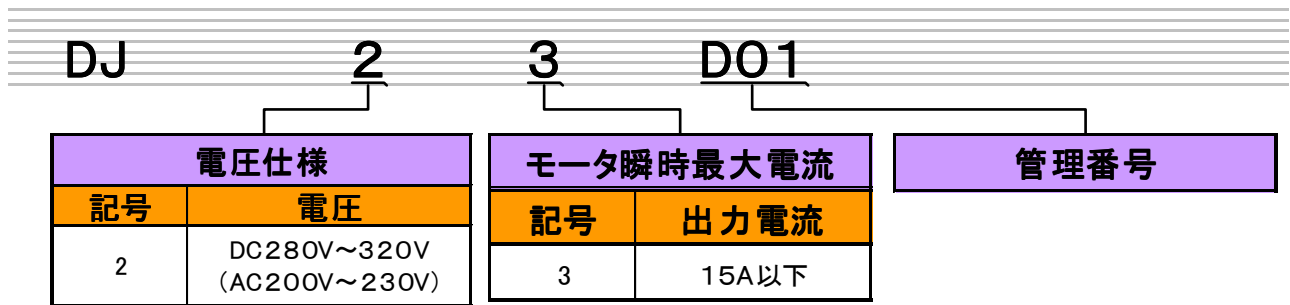 DJ 2 3 D01
電圧仕様
記号 電圧
2 DC280V～320V
(AC200V～230V)
モータ瞬時最大電流
記号 出力電流
3 15A以下
管理番号